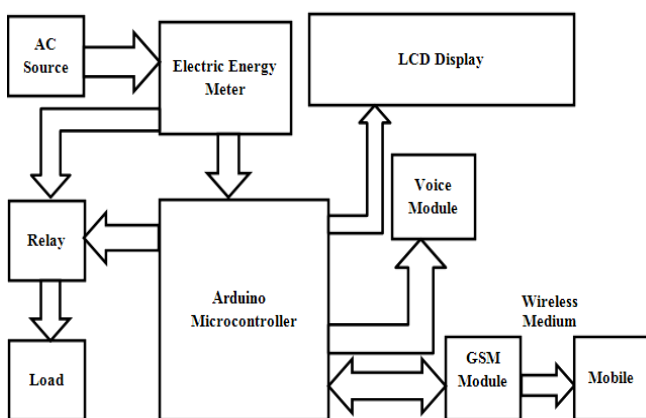 AC
Source
Electric Energy
Meter
LCD Display
Voice
Module
Relay
Arduino
Microcontroller
Wireless
Medium
GSM
Module
Mobile
Load